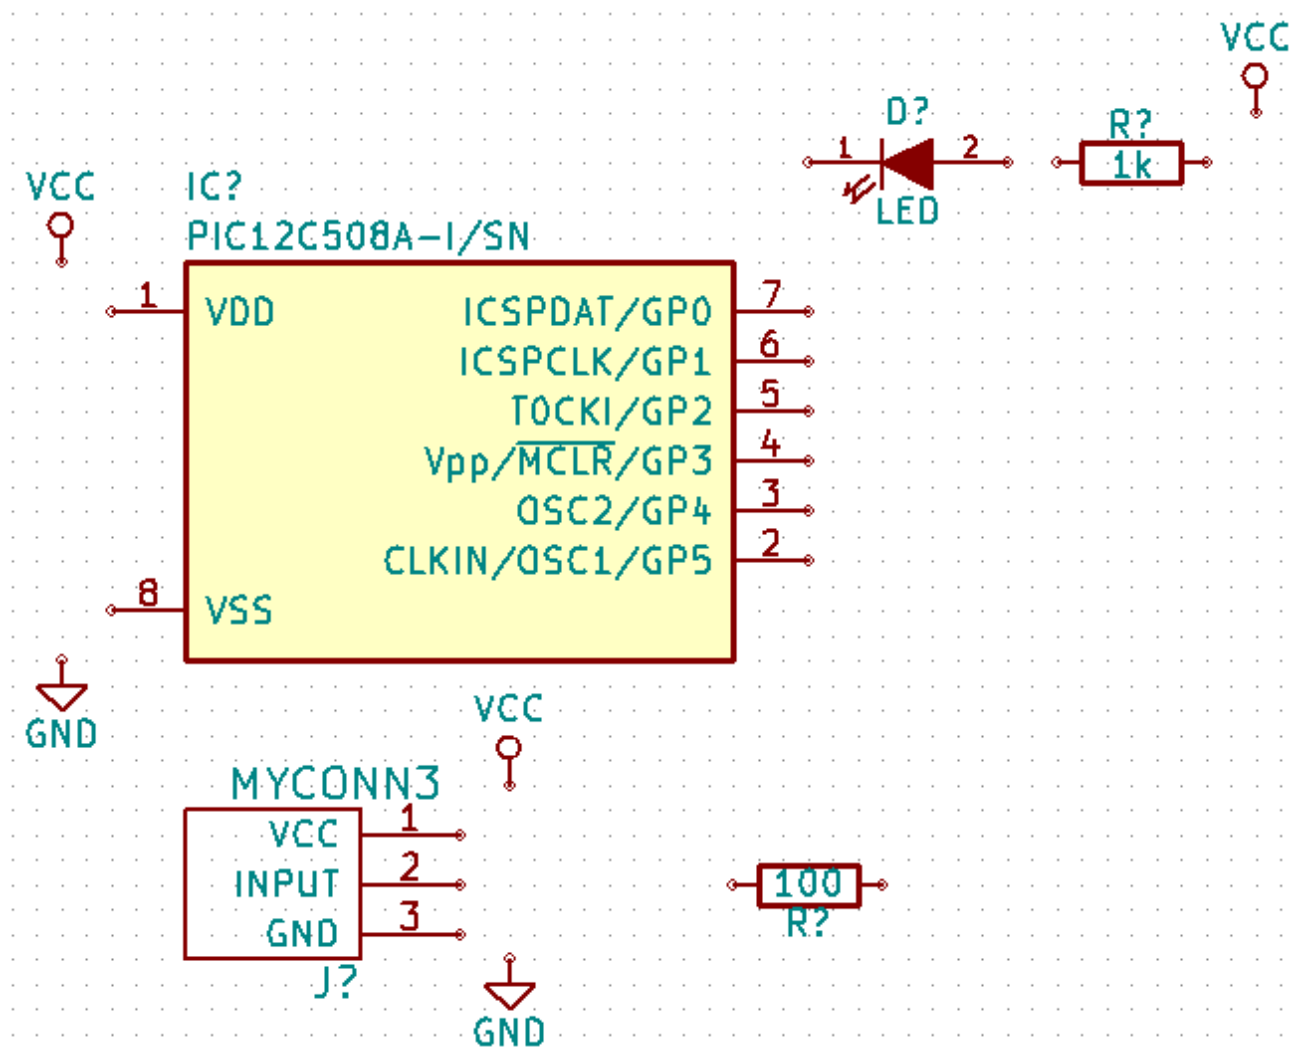 VCC
D?
R?
1 2
1k
LED
VCC
IC?
PIC12C508A-I/SN
1 VDD ICSPDAT/GP0 7
ICSPCLK/GP1 6
T0CKI/GP2 5
Vpp/MCLR/GP3 4
OSC2/GP4 3
CLKIN/OSC1/GP5 2
8 VSS
GND
VCC
MYCONN3
VCC 1
INPUT 2
GND 3
J?
100
R?
GND